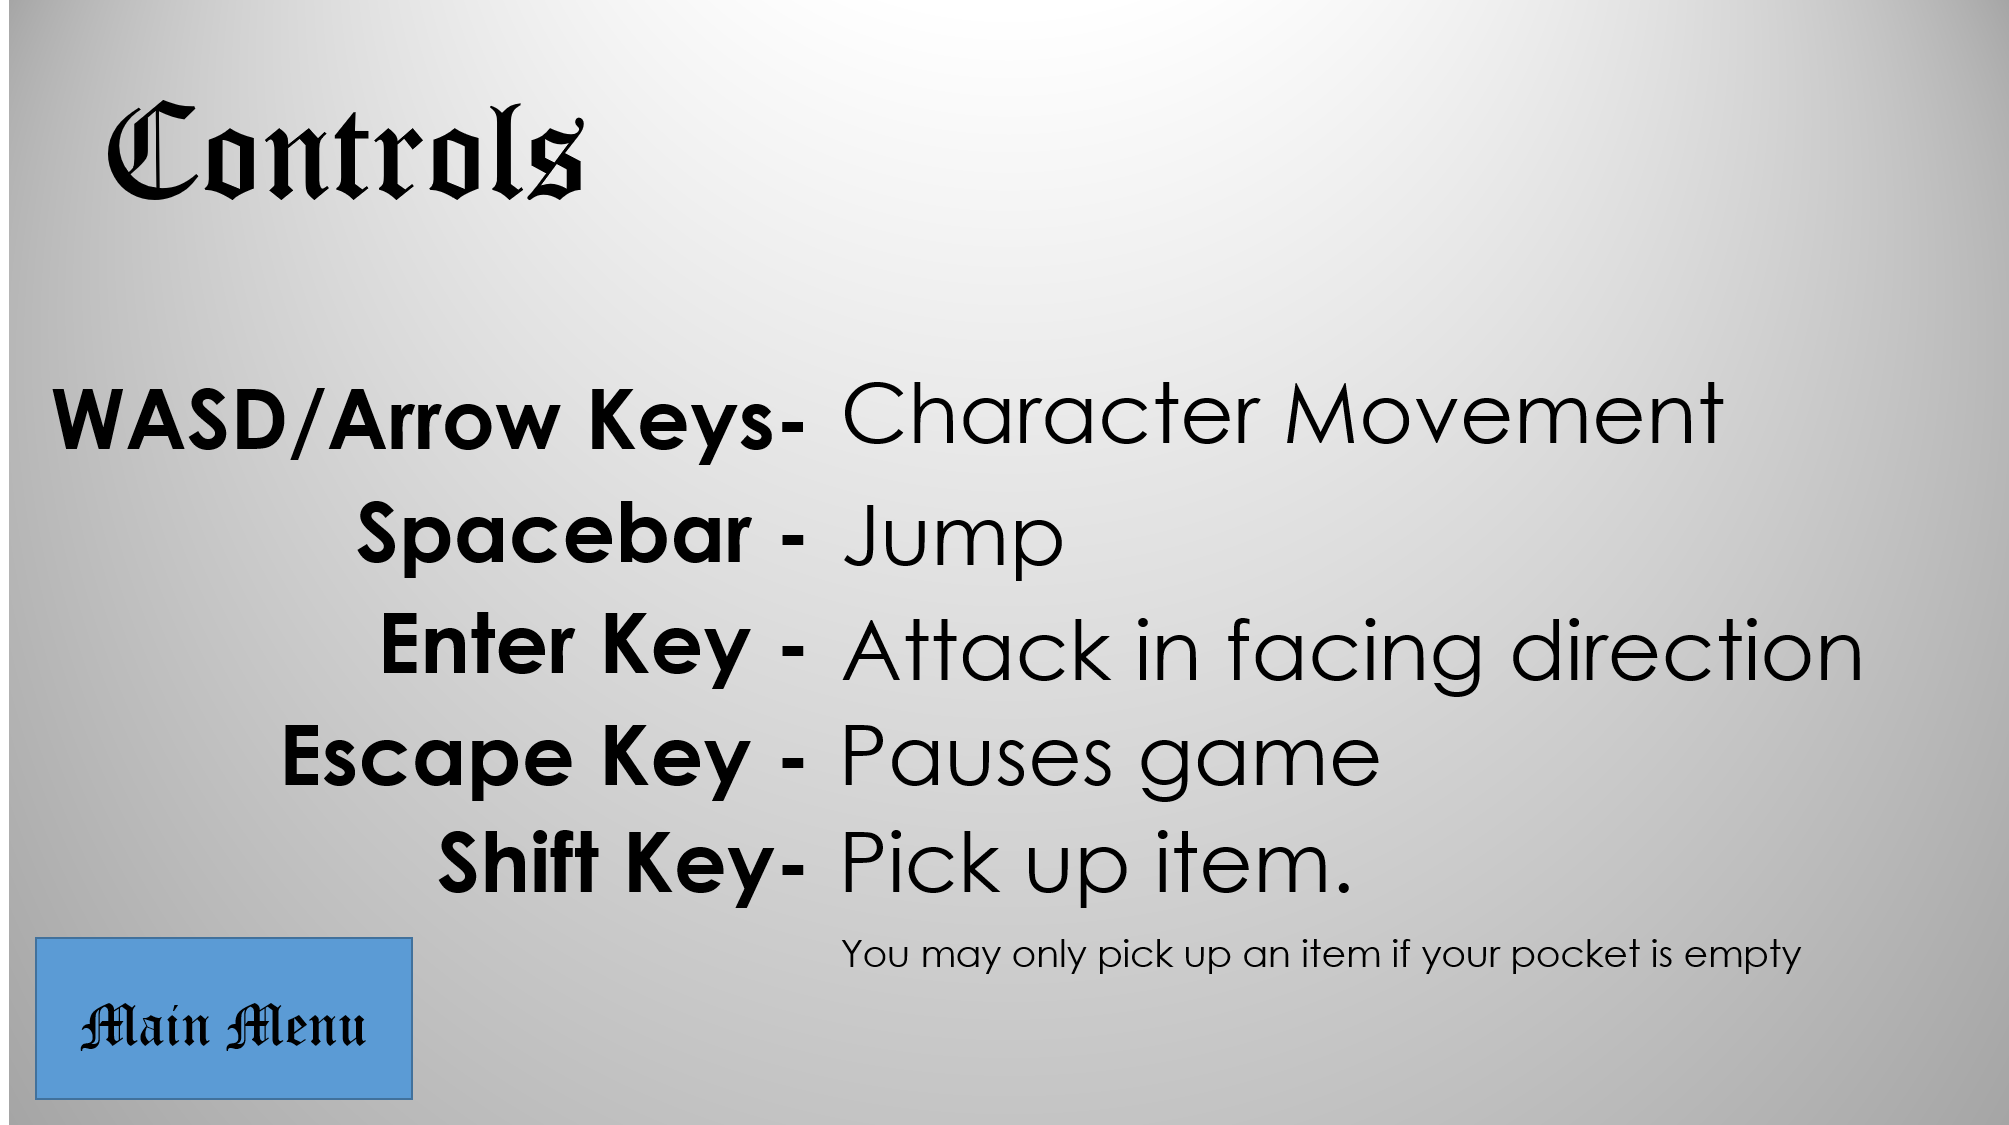 Controls
WASD/Arrow Keys- Character Movement
Spacebar - Jump
Enter Key - Attack in facing direction
Escape Key - Pauses game
Shift Key- Pick up item.
You may only pick up an item if your pocket is empty
Main Menu